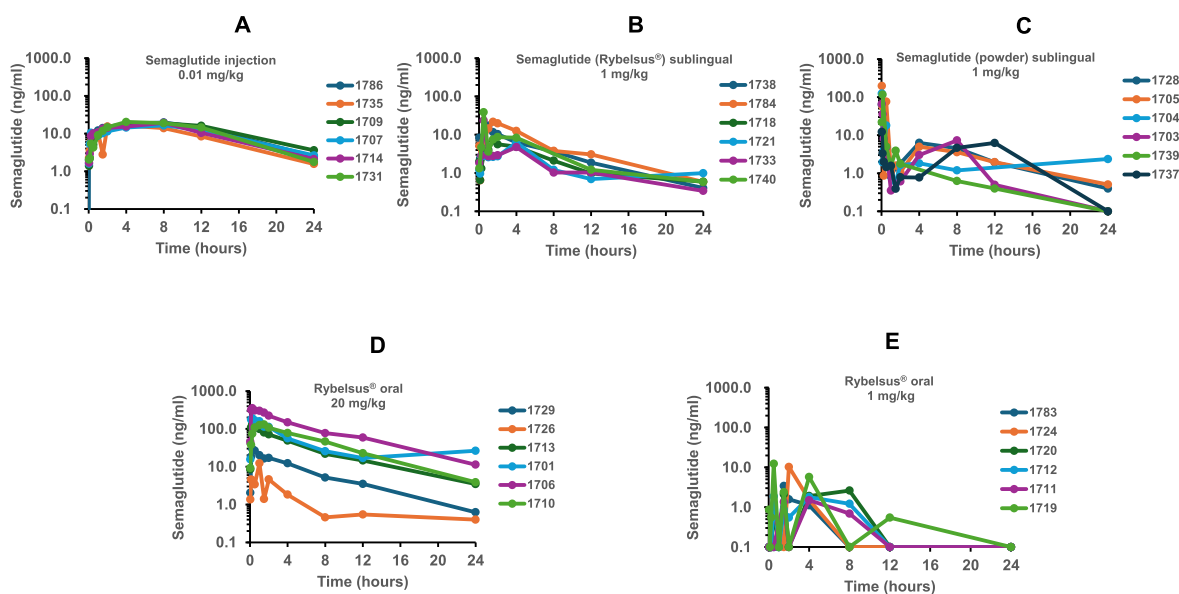 A
Semaglutide injection
0.01 mg/kg
Semaglutide (ng/ml)
1000.0
100.0
10.0
1.0
0.1
0 4 8 12 16 20 24
Time (hours)
1786
1735
1709
1707
1714
1731
B
Semaglutide (Rybelsus®) sublingual
1 mg/kg
Semaglutide (ng/ml)
1000.0
100.0
10.0
1.0
0.1
0 4 8 12 16 20 24
Time (hours)
1738
1784
1718
1721
1733
1740
C
Semaglutide (powder) sublingual
1 mg/kg
Semaglutide (ng/ml)
1000.0
100.0
10.0
1.0
0.1
0 4 8 12 16 20 24
Time (hours)
1728
1705
1704
1703
1739
1737
D
Rybelsus® oral
20 mg/kg
Semaglutide (ng/ml)
1000.0
100.0
10.0
1.0
0.1
0 4 8 12 16 20 24
Time (hours)
1729
1726
1713
1701
1706
1710
E
Rybelsus® oral
1 mg/kg
Semaglutide (ng/ml)
1000.0
100.0
10.0
1.0
0.1
0 4 8 12 16 20 24
Time (hours)
1783
1724
1720
1712
1711
1719